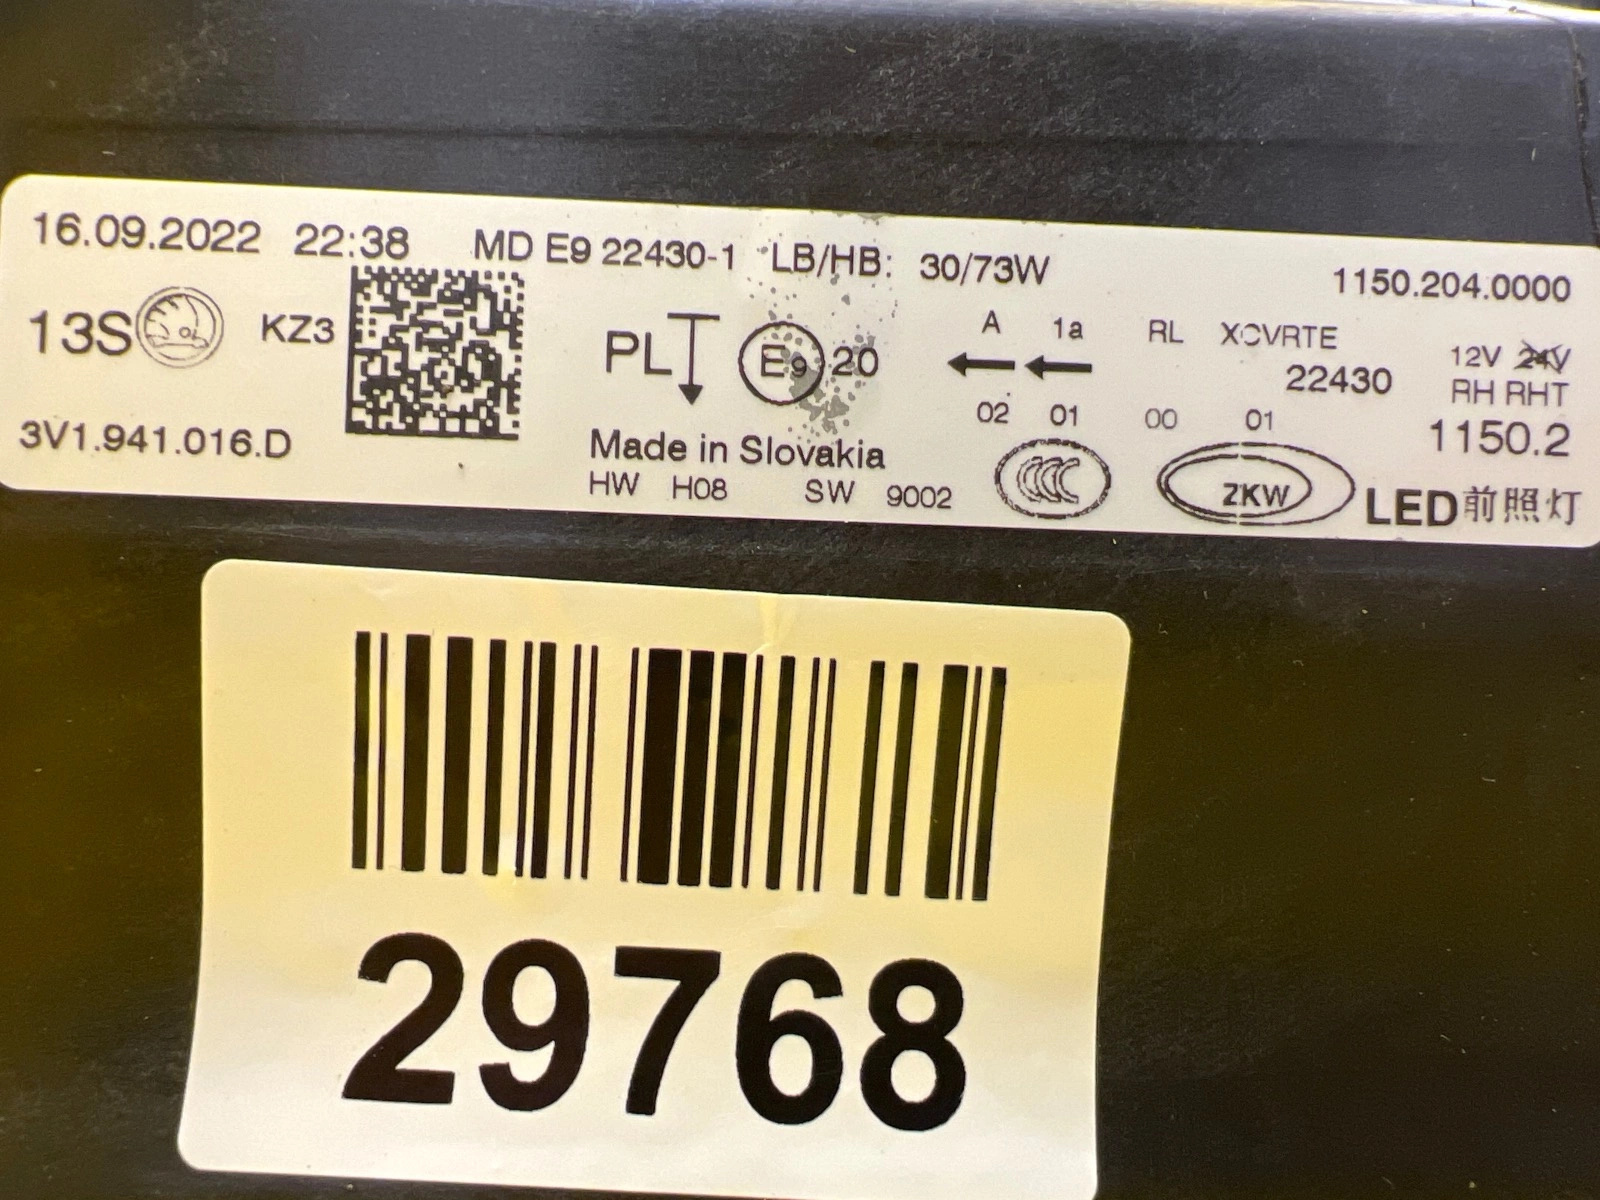 16.09.2022 22:38 MD E9 22430-1 LB/HB: 30/73W 1150.204.0000
13S KZ3 PL E9 20 A 1a RL XCVRTE 12V 24V
22430 RH RHT
02 01 00 01 1150.2
3V1.941.016.D Made in Slovakia
HW H08 SW 9002 CCC ZKW LED前照灯
29768